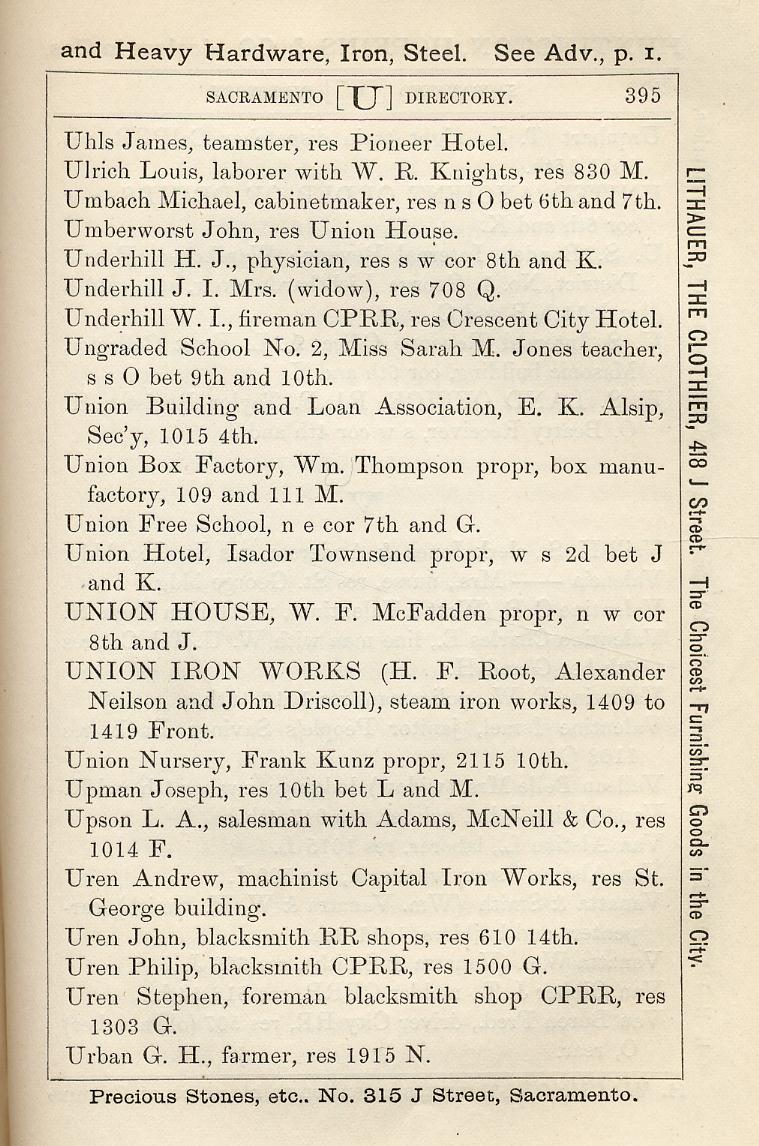 and Heavy Hardware, Iron, Steel. See Adv., p. 1.
SACRAMENTO [U] DIRECTORY. 395
Uhls James, teamster, res Pioneer Hotel.
Ulrich Louis, laborer with W. R. Knights, res 830 M.
Umbach Michael, cabinetmaker, res n s O bet 6th and 7th.
Umberworst John, res Union House.
Underhill H. J., physician, res s w cor 8th and K.
Underhill J. I. Mrs. (widow), res 708 Q.
Underhill W. I., fireman CPRR, res Crescent City Hotel.
Ungraded School No. 2, Miss Sarah M. Jones teacher,
s s O bet 9th and 10th.
Union Building and Loan Association, E. K. Alsip,
Sec'y, 1015 4th.
Union Box Factory, Wm. Thompson propr, box manu-
factory, 109 and 111 M.
Union Free School, n e cor 7th and G.
Union Hotel, Isador Townsend propr, w s 2d bet J
and K.
UNION HOUSE, W. F. McFadden propr, n w cor
8th and J.
UNION IRON WORKS (H. F. Root, Alexander
Neilson and John Driscoll), steam iron works, 1409 to
1419 Front.
Union Nursery, Frank Kunz propr, 2115 10th.
Upman Joseph, res 10th bet L and M.
Upson L. A., salesman with Adams, McNeill & Co., res
1014 F.
Uren Andrew, machinist Capital Iron Works, res St.
George building.
Uren John, blacksmith RR shops, res 610 14th.
Uren Philip, blacksmith CPRR, res 1500 G.
Uren Stephen, foreman blacksmith shop CPRR, res
1303 G.
Urban G. H., farmer, res 1915 N.
Precious Stones, etc.. No. 315 J Street, Sacramento.
LITHAUER, THE CLOTHIER, 418 J Street. The Choicest Furnishing Goods in the City.